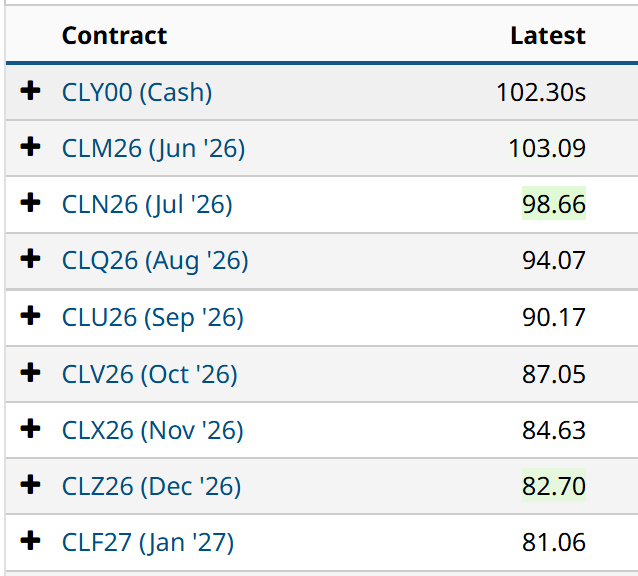 Contract Latest
CLY00 (Cash) 102.30s
CLM26 (Jun '26) 103.09
CLN26 (Jul '26) 98.66
CLQ26 (Aug '26) 94.07
CLU26 (Sep '26) 90.17
CLV26 (Oct '26) 87.05
CLX26 (Nov '26) 84.63
CLZ26 (Dec '26) 82.70
CLF27 (Jan '27) 81.06